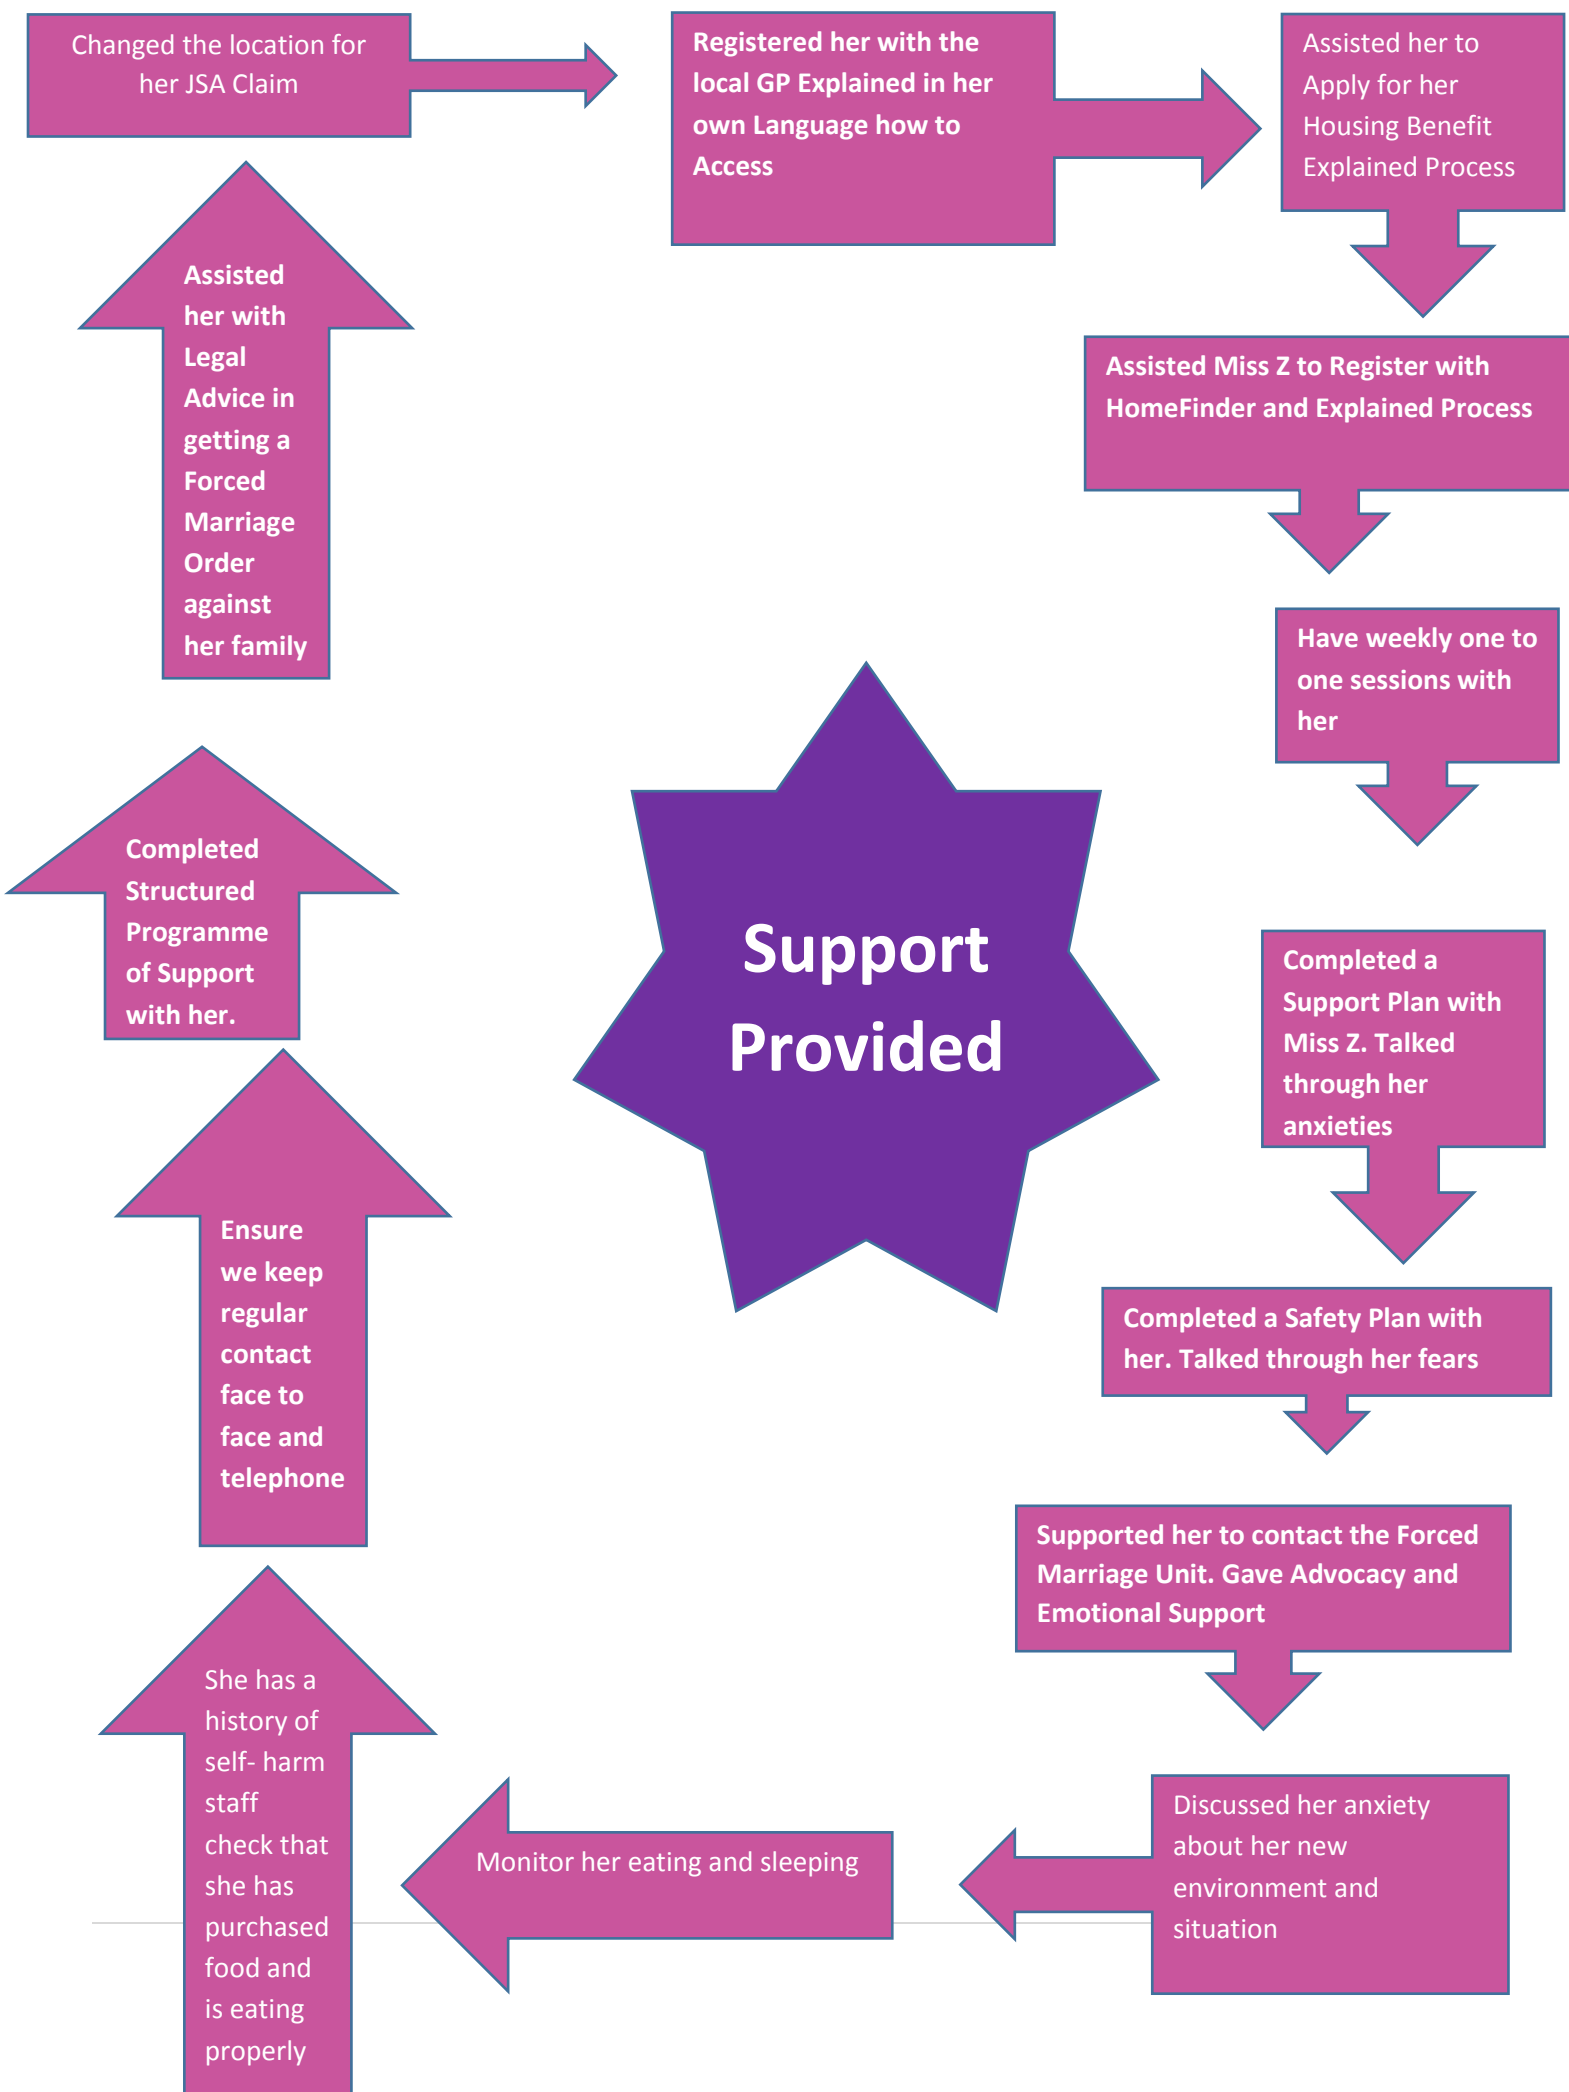 Changed the location for
her JSA Claim
Registered her with the
local GP Explained in her
own Language how to
Access
Assisted her to
Apply for her
Housing Benefit
Explained Process
Assisted Miss Z to Register with
HomeFinder and Explained Process
Have weekly one to
one sessions with
her
Completed a
Support Plan with
Miss Z. Talked
through her
anxieties
Completed a Safety Plan with
her. Talked through her fears
Supported her to contact the Forced
Marriage Unit. Gave Advocacy and
Emotional Support
Discussed her anxiety
about her new
environment and
situation
Monitor her eating and sleeping
She has a
history of
self- harm
staff
check that
she has
purchased
food and
is eating
properly
Ensure
we keep
regular
contact
face to
face and
telephone
Completed
Structured
Programme
of Support
with her.
Assisted
her with
Legal
Advice in
getting a
Forced
Marriage
Order
against
her family
Support
Provided